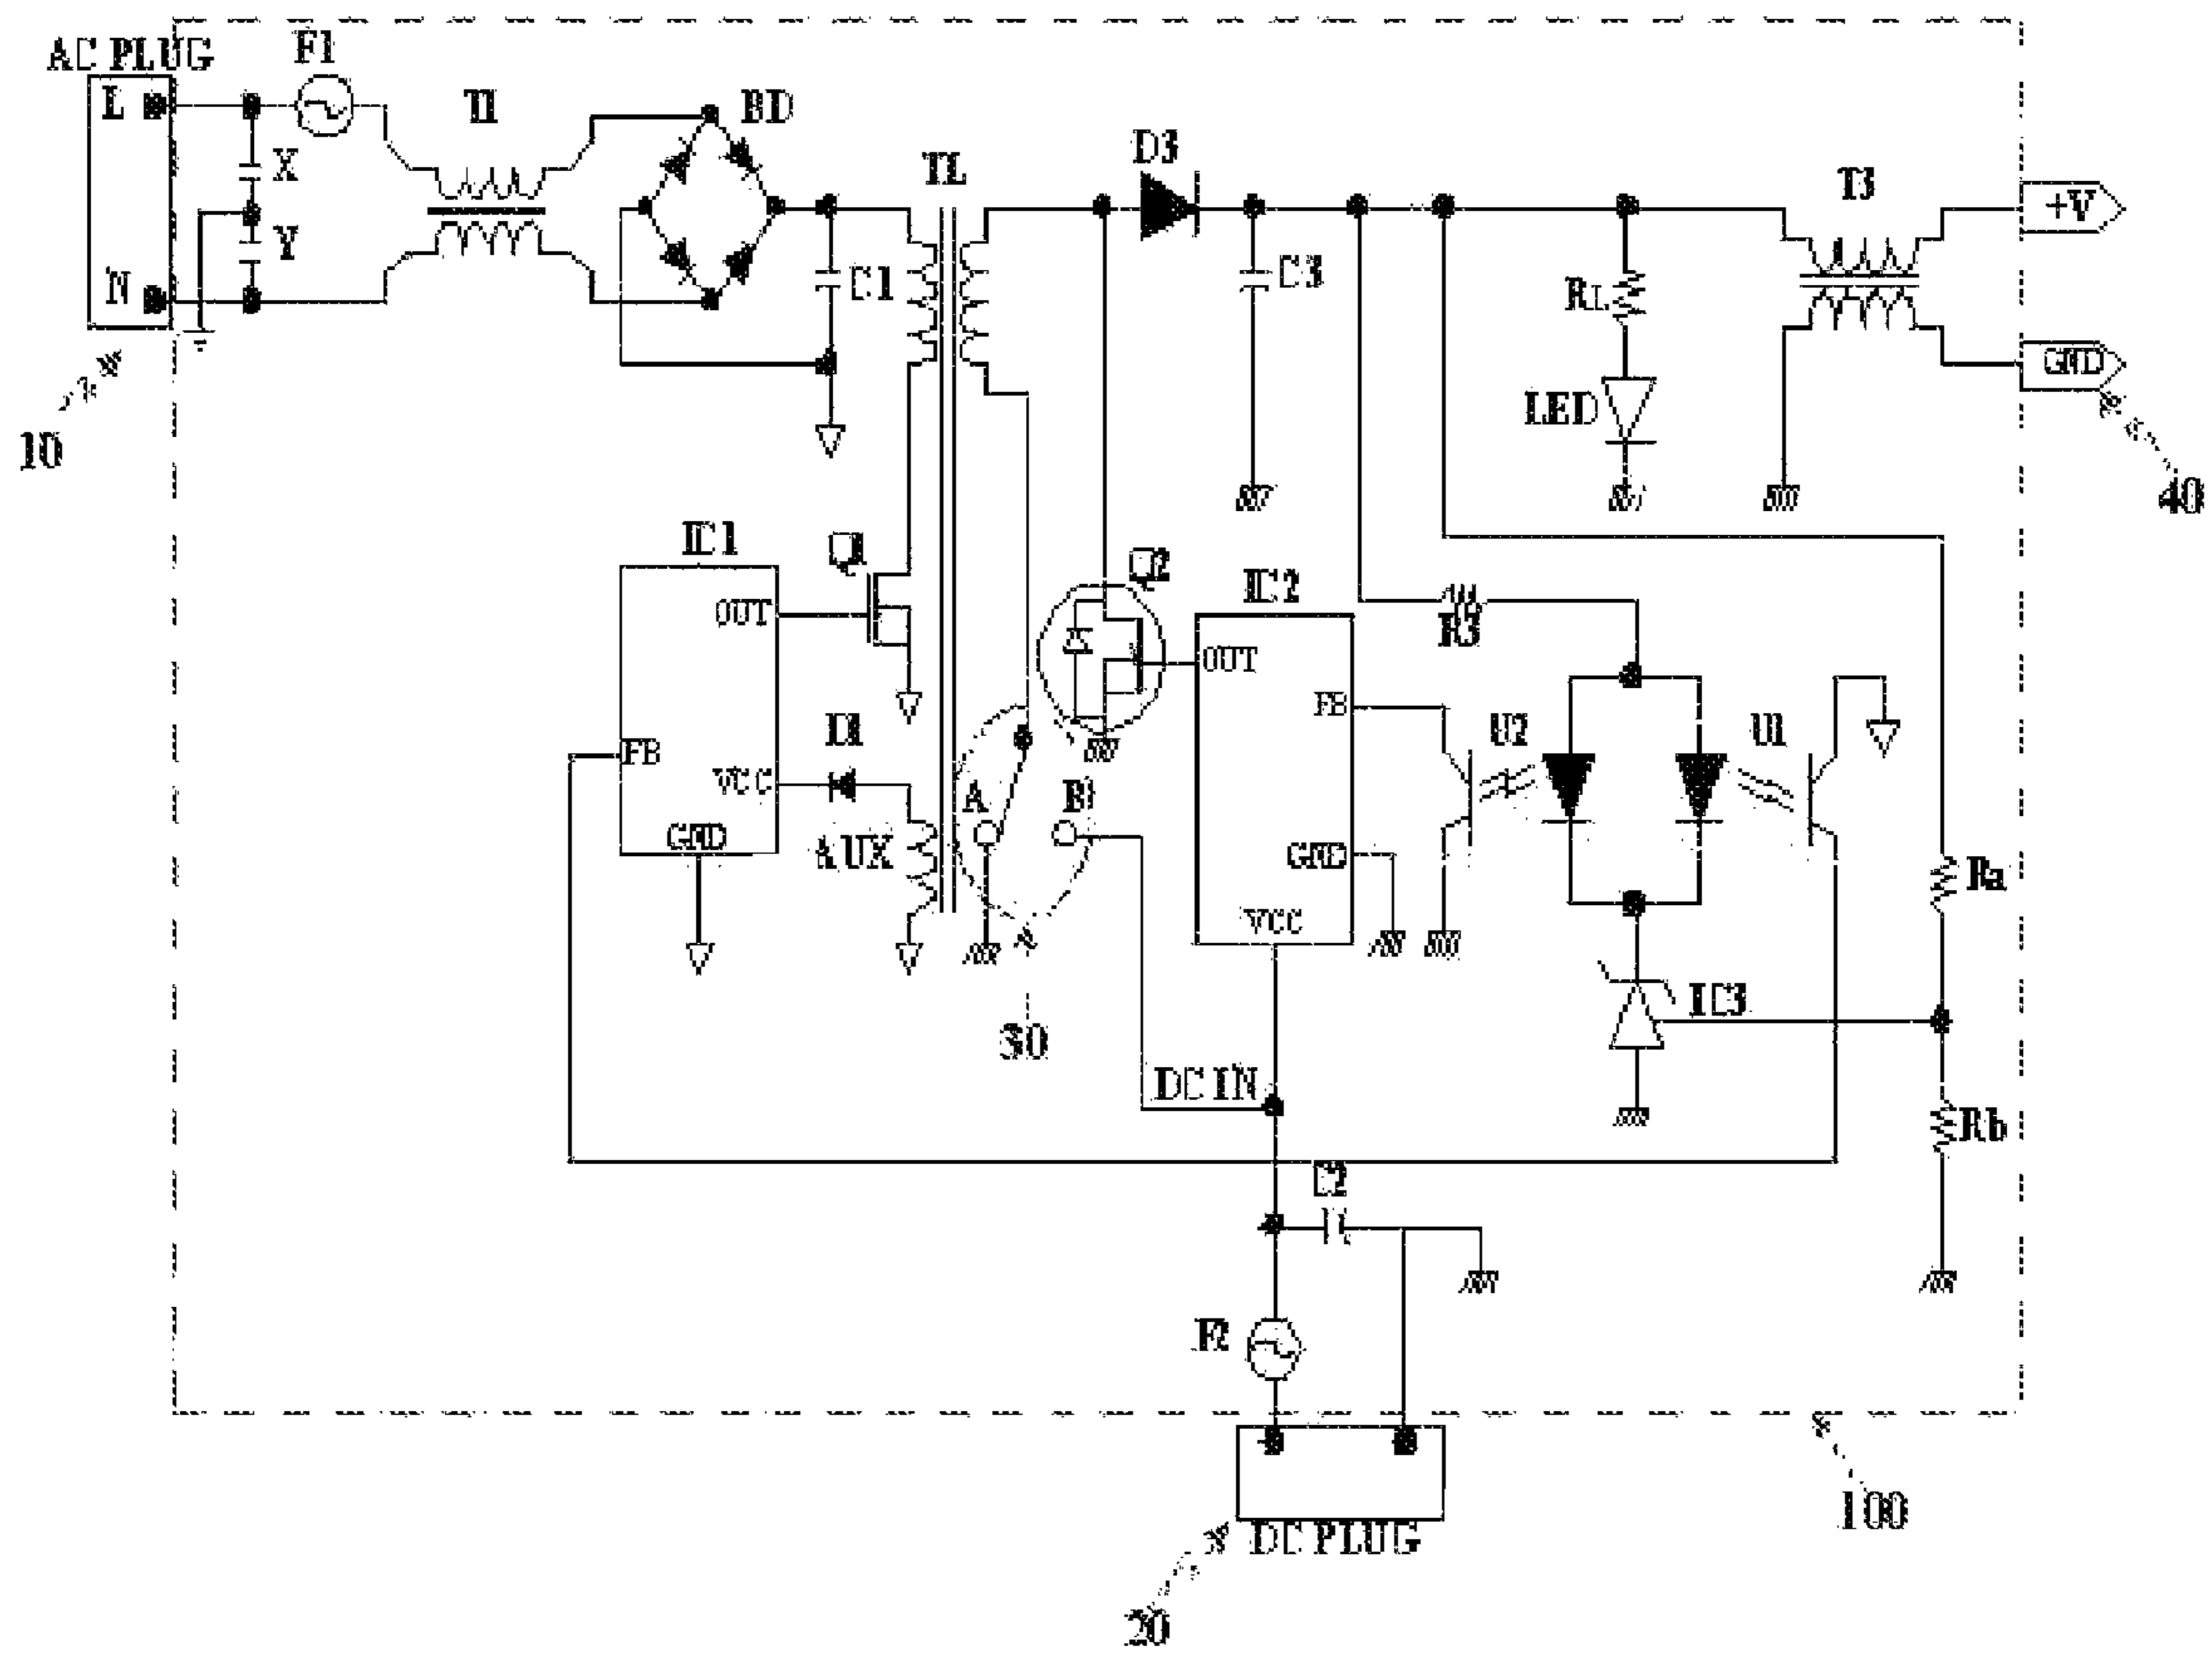 AC PLUG
F1
L
T1
BD
D3
X
TL
T3
+V
Y
C1
C3
RL
N
GND
LED
10
40
IC1
Q1
Q2
IC2
OUT
R3
OUT
FB
U2
U1
D1
FB
VCC
A
B
GND
AUX
GND
Ra
VCC
IC3
30
DC IN
Rb
C2
F2
100
DC PLUG
20